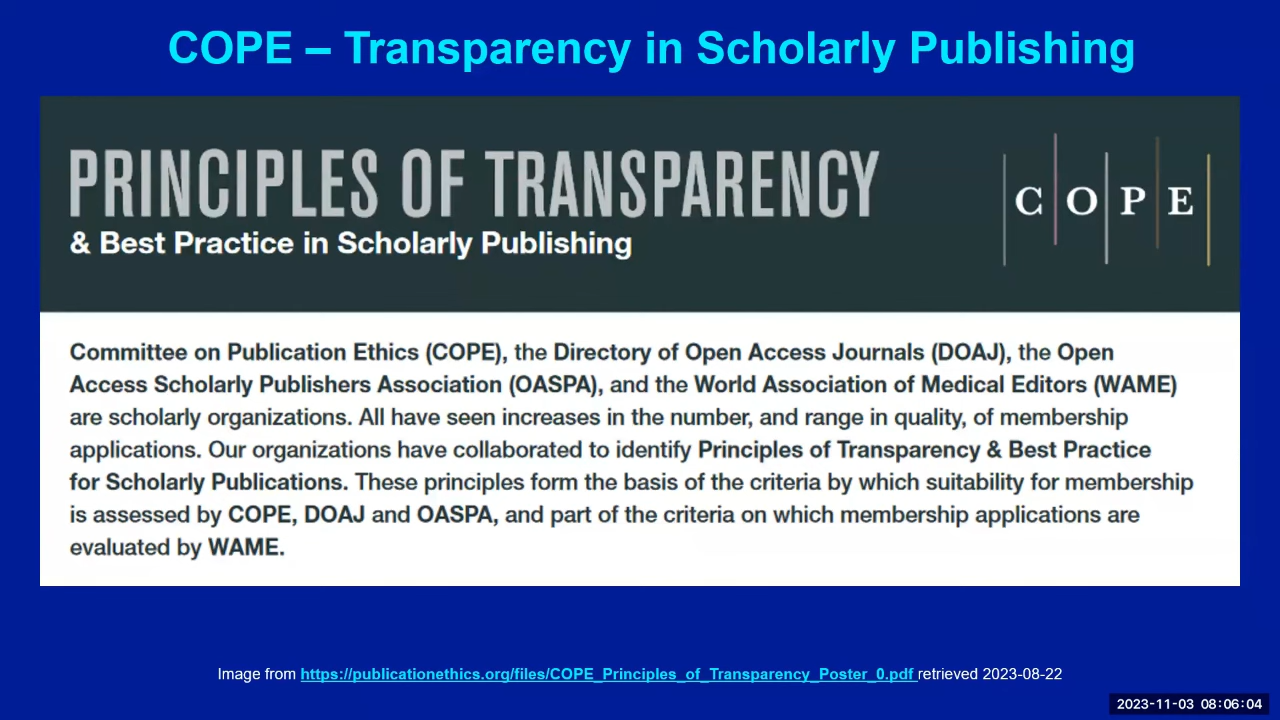 COPE – Transparency in Scholarly Publishing
PRINCIPLES OF TRANSPARENCY
& Best Practice in Scholarly Publishing
C O P E
Committee on Publication Ethics (COPE), the Directory of Open Access Journals (DOAJ), the Open
Access Scholarly Publishers Association (OASPA), and the World Association of Medical Editors (WAME)
are scholarly organizations. All have seen increases in the number, and range in quality, of membership
applications. Our organizations have collaborated to identify Principles of Transparency & Best Practice
for Scholarly Publications. These principles form the basis of the criteria by which suitability for membership
is assessed by COPE, DOAJ and OASPA, and part of the criteria on which membership applications are
evaluated by WAME.
Image from https://publicationethics.org/files/COPE_Principles_of_Transparency_Poster_0.pdf retrieved 2023-08-22
2023-11-03 08:06:04